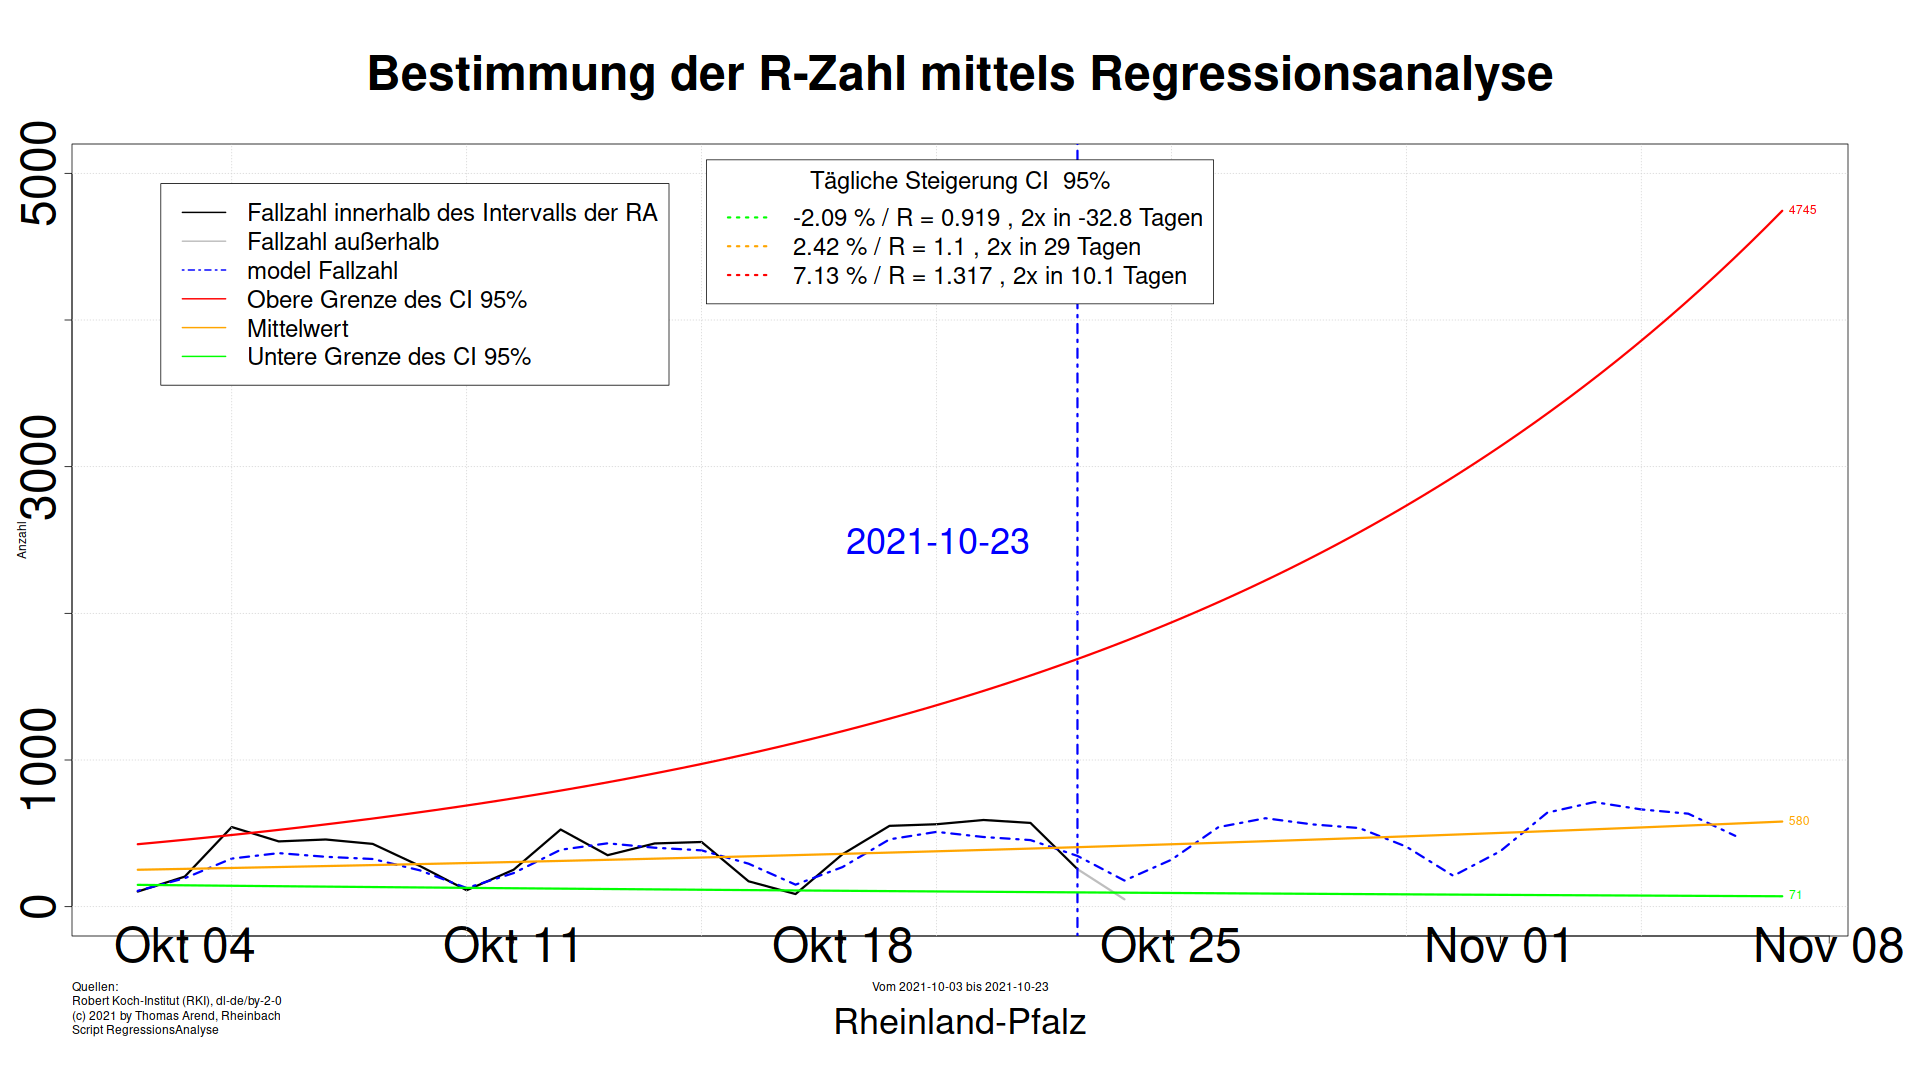 Bestimmung der R-Zahl mittels Regressionsanalyse
5000
3000
1000
0
Anzahl
Fallzahl innerhalb des Intervalls der RA
Fallzahl außerhalb
model Fallzahl
Obere Grenze des CI 95%
Mittelwert
Untere Grenze des CI 95%
Tägliche Steigerung CI  95%
-2.09 % / R = 0.919 , 2x in -32.8 Tagen
2.42 % / R = 1.1 , 2x in 29 Tagen
7.13 % / R = 1.317 , 2x in 10.1 Tagen
4745
2021-10-23
580
71
Okt 04 Okt 11 Okt 18 Okt 25 Nov 01 Nov 08
Quellen:
Robert Koch-Institut (RKI), dl-de/by-2-0
(c) 2021 by Thomas Arend, Rheinbach
Script RegressionsAnalyse
Vom 2021-10-03 bis 2021-10-23
Rheinland-Pfalz